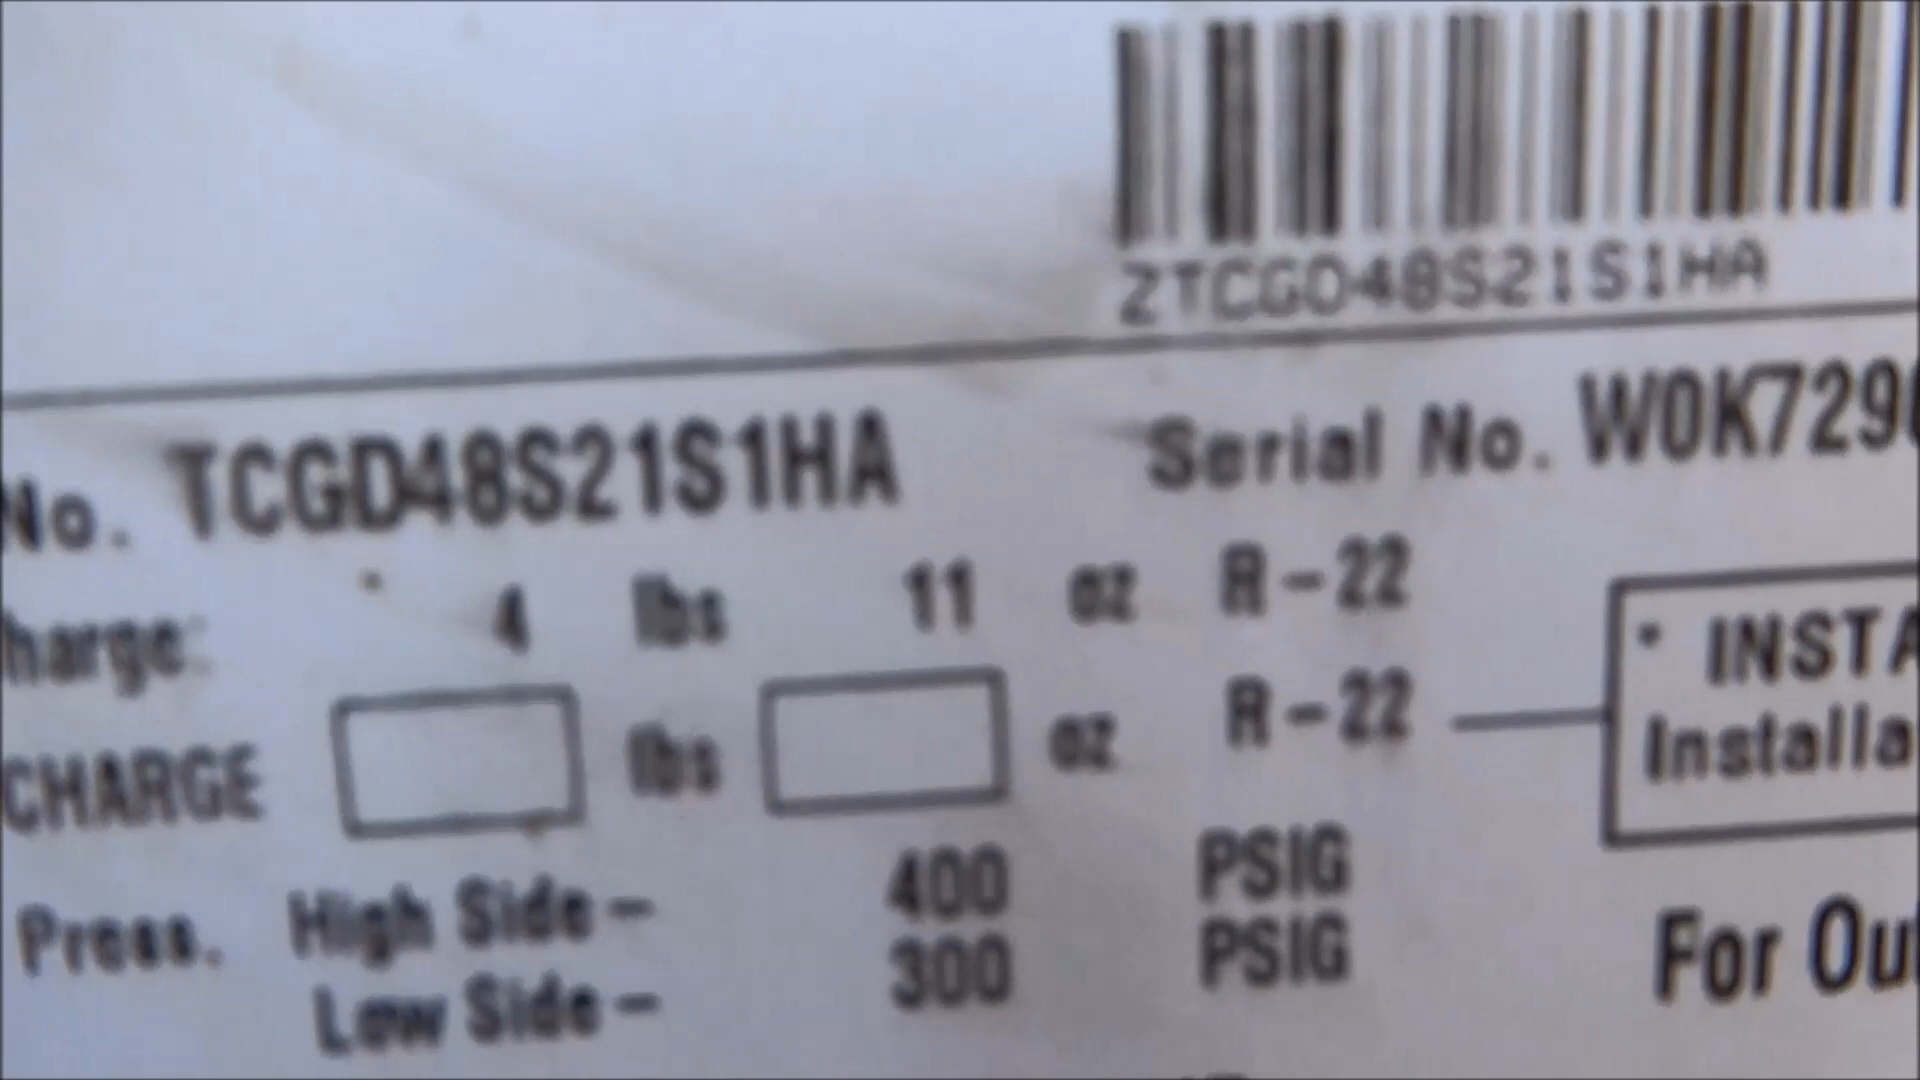 ZTCGD48S21S1HA
No. TCGD48S21S1HA Serial No. W0K729
harge: 4 lbs 11 oz R-22
CHARGE lbs oz R-22
• INSTA
Installa
Press. High Side- 400 PSIG
Low Side- 300 PSIG
For Ou